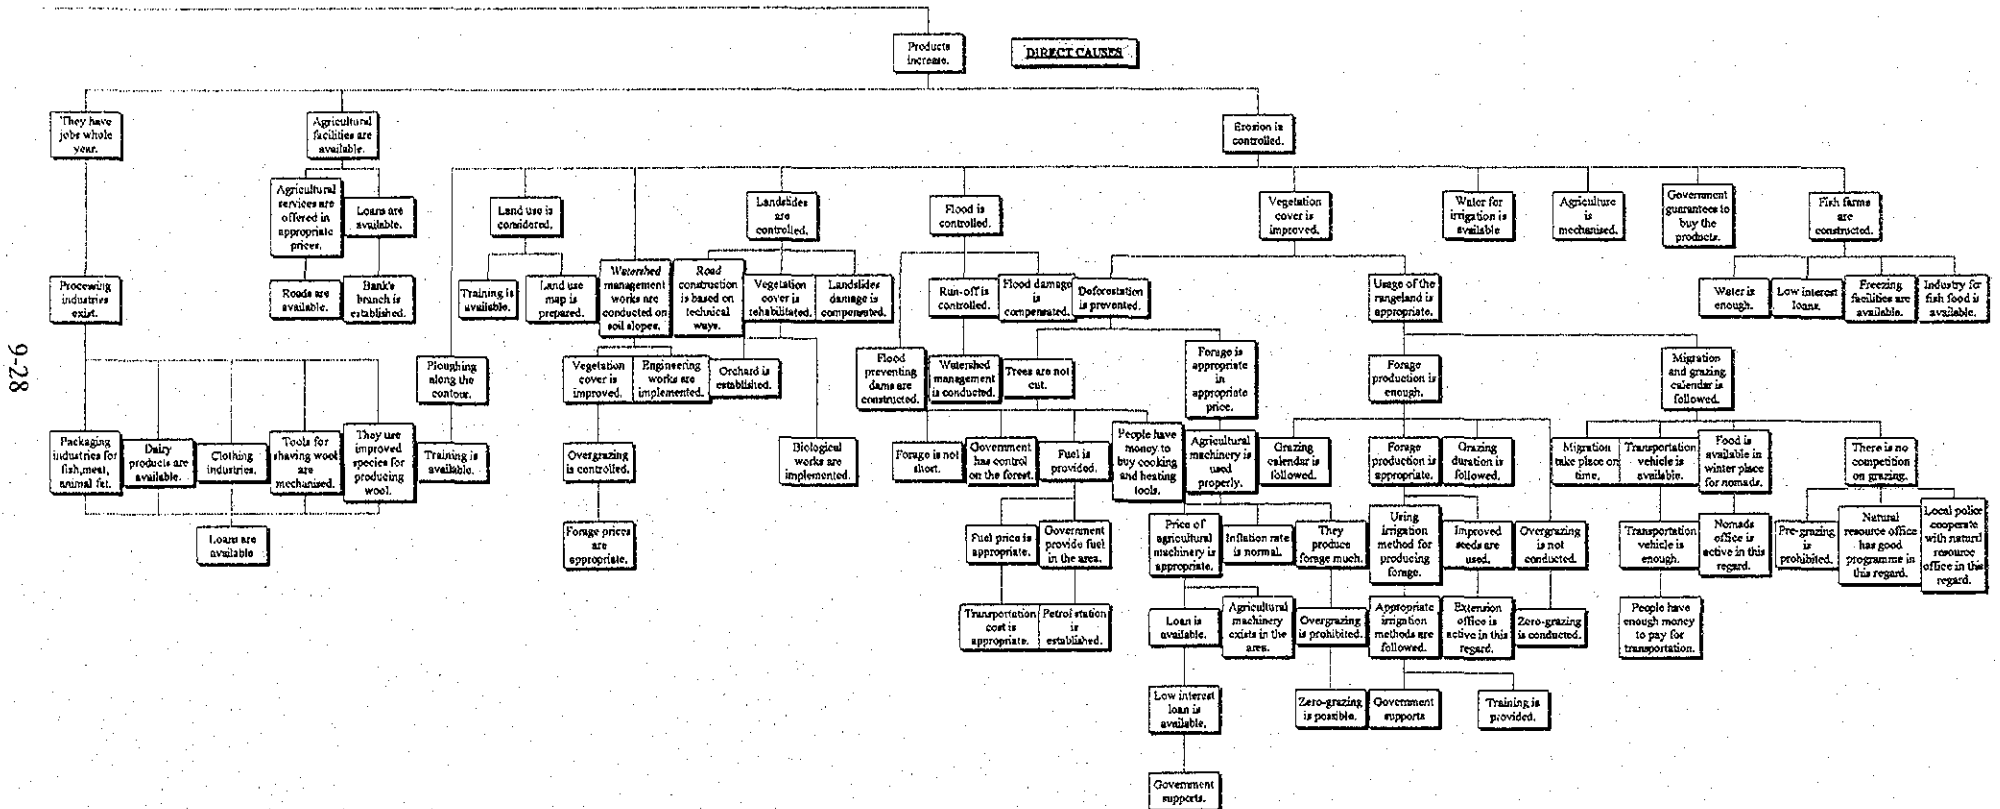 Products
increase.
DIRECT CAUSES
They have
jobs whole
year.
Agricultural
facilities are
available.
Erosion is
controlled.
Agricultural
services are
offered in
appropriate
prices.
Loans are
available.
Land use is
considered.
Landslides
are
controlled.
Flood is
controlled.
Vegetation
cover is
improved.
Water for
irrigation is
available
Agriculture
is
mechanised.
Government
gunrantees to
buy the
products.
Fish farms
are
constructed.
Processing
industries
exist.
Roads are
available.
Bank's
branch is
established.
Training is
available.
Land use
map is
prepared.
Watershed
management
works are
conducted on
soil slopes.
Road
construction
is based on
technical
ways.
Vegetation
cover is
rehabilitated.
Landslides
damage is
compensated.
Run-off is
controlled.
Flood damage
is
compensated.
Deforestation
is prevented.
Usage of the
rangeland is
appropriate.
Water is
enough.
Low interest
loans.
Freezing
facilities are
available.
Industry for
fish food is
available.
Ploughing
along the
contour.
Vegetation
cover is
improved.
Engineering
works are
implemented.
Orchard is
established.
Flood
preventing
dams are
constructed.
Watershed
management
is conducted.
Trees are not
cut.
Forage is
appropriate
in
appropriate
price.
Forage
production is
enough.
Migration
and grazing
calendar is
followed.
Packaging
industries for
fish,meat,
animal fat.
Dairy
products are
available.
Clothing
industries.
Tools for
shaving wool
are
mechanised.
They use
improved
species for
producing
wool.
Training is
available.
Overgrazing
is controlled.
Biological
works are
implemented.
Forage is not
short.
Government
has control
on the forest.
Fuel is
provided.
People have
money to
buy cooking
and heating
tools.
Agricultural
machinery is
used
properly.
Grazing
calendar is
followed.
Forage
production is
appropriate.
Grazing
duration is
followed.
Migration
take place on
time.
Transportation
vehicle is
available.
Food is
available in
winter place
for nomads.
There is no
competition
on grazing.
Loans are
available
Forage prices
are
appropriate.
Fuel price is
appropriate.
Government
provide fuel
in the area.
Price of
agricultural
machinery is
appropriate.
Inflation rate
is normal.
They
produce
forage much.
Using
irrigation
method for
producing
forage.
Improved
seeds are
used.
Overgrazing
is not
conducted.
Transportation
vehicle is
enough.
Nomads
office is
active in this
regard.
Pre-grazing
is
prohibited.
Natural
resource office
has good
programme in
this regard.
Local police
cooperate
with natural
resource
office in this
regard.
Transportation
cost is
appropriate.
Petrol station
is
established.
Loan is
available.
Agricultural
machinery
exists in the
area.
Overgrazing
is prohibited.
Appropriate
irrigation
methods are
followed.
Extension
office is
active in this
regard.
Zero-grazing
is conducted.
People have
enough money
to pay for
transportation.
Low interest
loan is
available.
Zero-grazing
is possible.
Government
supports
Training is
provided.
Government
supports.
9-28